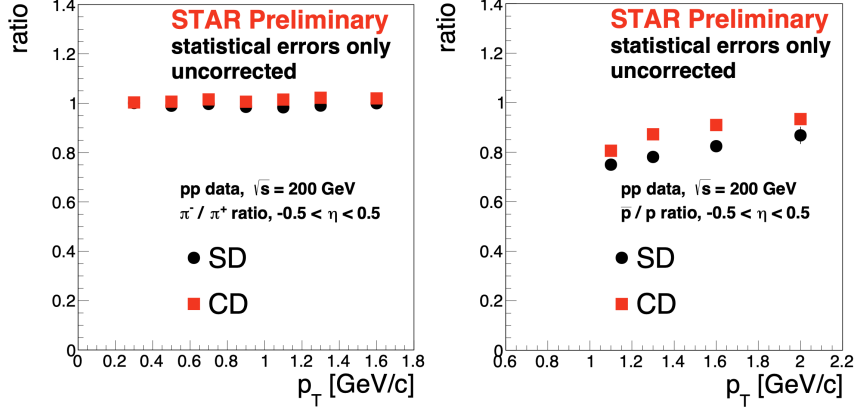 ratio
1.4
1.2
1
0.8
0.6
0.4
0.2
0
STAR Preliminary
statistical errors only
uncorrected
pp data, √s = 200 GeV
π⁻ / π⁺ ratio, -0.5 < η < 0.5
SD
CD
0 0.2 0.4 0.6 0.8 1 1.2 1.4 1.6 1.8
p_T [GeV/c]
ratio
1.4
1.2
1
0.8
0.6
0.4
0.2
0
STAR Preliminary
statistical errors only
uncorrected
pp data, √s = 200 GeV
p̅ / p ratio, -0.5 < η < 0.5
SD
CD
0.6 0.8 1 1.2 1.4 1.6 1.8 2 2.2
p_T [GeV/c]